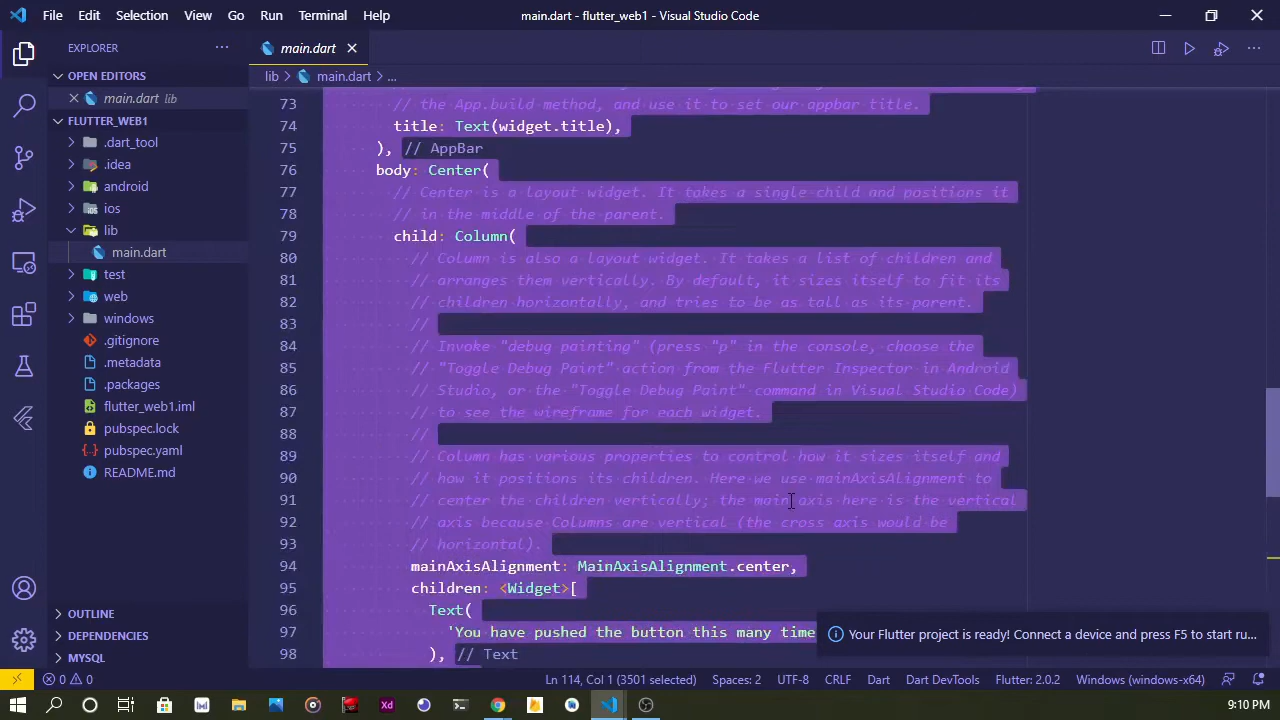 File Edit Selection View Go Run Terminal Help main.dart - flutter_web1 - Visual Studio Code
EXPLORER
OPEN EDITORS
main.dart lib
FLUTTER_WEB1
.dart_tool
.idea
android
ios
lib
main.dart
test
web
windows
.gitignore
.metadata
.packages
flutter_web1.iml
pubspec.lock
pubspec.yaml
README.md
OUTLINE
DEPENDENCIES
MYSQL
main.dart
lib > main.dart > ...
73 // the App.build method, and use it to set our appbar title.
74 title: Text(widget.title),
75 ), // AppBar
76 body: Center(
77 // Center is a layout widget. It takes a single child and positions it
78 // in the middle of the parent.
79 child: Column(
80 // Column is also a layout widget. It takes a list of children and
81 // arranges them vertically. By default, it sizes itself to fit its
82 // children horizontally, and tries to be as tall as its parent.
83 //
84 // Invoke "debug painting" (press "p" in the console, choose the
85 // "Toggle Debug Paint" action from the Flutter Inspector in Android
86 // Studio, or the "Toggle Debug Paint" command in Visual Studio Code)
87 // to see the wireframe for each widget.
88 //
89 // Column has various properties to control how it sizes itself and
90 // how it positions its children. Here we use mainAxisAlignment to
91 // center the children vertically; the main axis here is the vertical
92 // axis because Columns are vertical (the cross axis would be
93 // horizontal).
94 mainAxisAlignment: MainAxisAlignment.center,
95 children: <Widget>[
96 Text(
97 'You have pushed the button this many time
98 ), // Text
Your Flutter project is ready! Connect a device and press F5 to start ru...
0 0 Ln 114, Col 1 (3501 selected) Spaces: 2 UTF-8 CRLF Dart Dart DevTools Flutter: 2.0.2 Windows (windows-x64)
9:10 PM